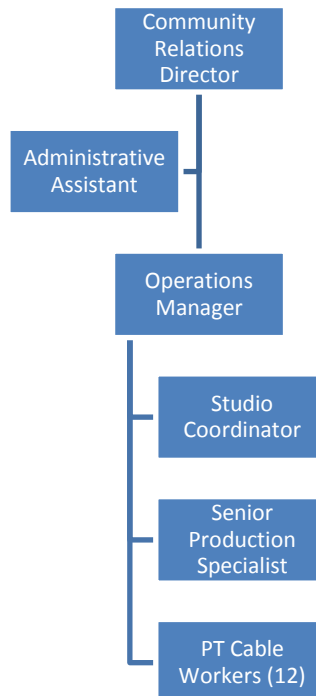 Community
Relations
Director
Administrative
Assistant
Operations
Manager
Studio
Coordinator
Senior
Production
Specialist
PT Cable
Workers (12)